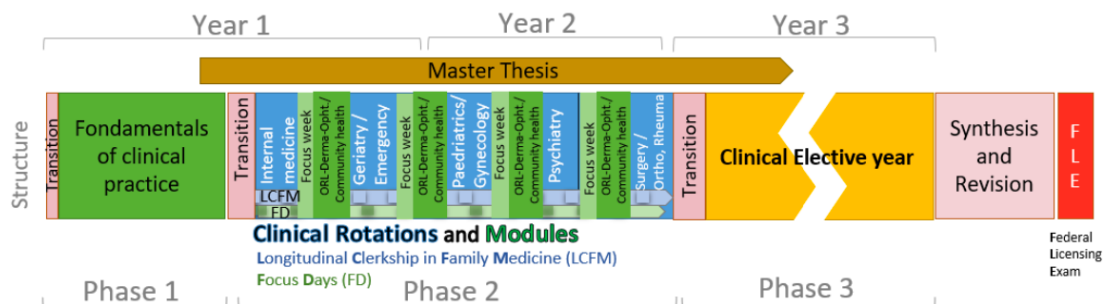 Year 1
Year 2
Year 3
Master Thesis
Structure
Transition
Fondamentals
of clinical
practice
Transition
Internal
medicine
Focus week
ORL-Derma-Opht./
Community health
Geriatry /
Emergency
Focus week
ORL-Derma-Opht./
Community health
Paedriatrics/
Gynecology
Focus week
ORL-Derma-Opht./
Community health
Psychiatry
Focus week
ORL-Derma-Opht./
Community health
Surgery /
Ortho, Rheuma
LCFM
FD
Transition
Clinical Elective year
Synthesis
and
Revision
F
L
E
Clinical Rotations and Modules
Longitudinal Clerkship in Family Medicine (LCFM)
Focus Days (FD)
Federal
Licensing
Exam
Phase 1
Phase 2
Phase 3